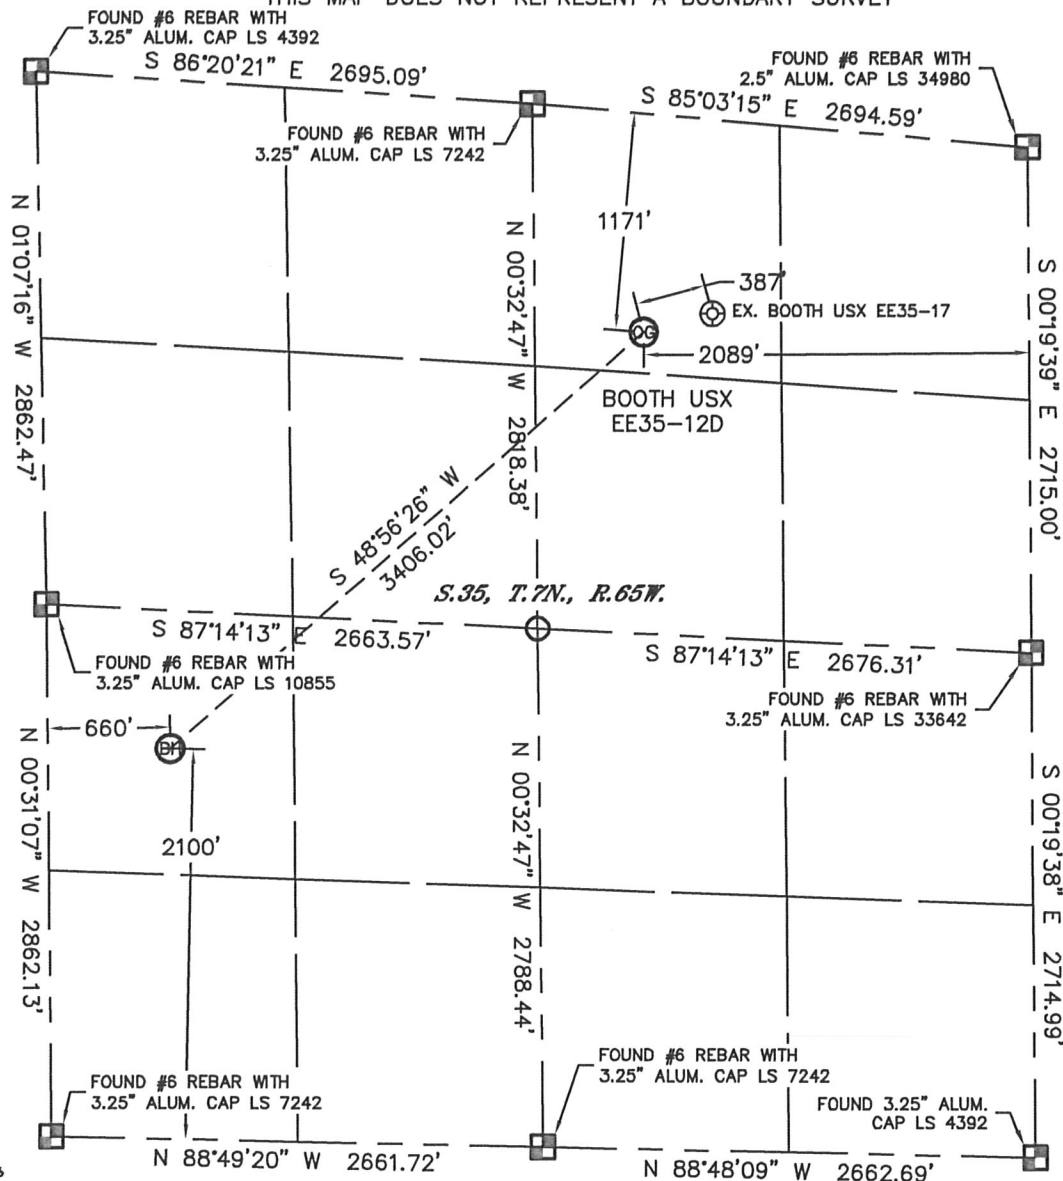 THIS MAP DOES NOT REPRESENT A BOUNDARY SURVEY
FOUND #6 REBAR WITH
3.25" ALUM. CAP LS 4392
S 86°20'21" E 2695.09'
FOUND #6 REBAR WITH
2.5" ALUM. CAP LS 34980
S 85°03'15" E 2694.59'
FOUND #6 REBAR WITH
3.25" ALUM. CAP LS 7242
N 01°07'16" W 2862.47'
N 00°32'47" W 2818.38'
1171'
387'
EX. BOOTH USX EE35-17
OG
2089'
S 00°19'39" E 2715.00'
BOOTH USX
EE35-12D
S 48°56'26" W
3406.02'
S.35, T.7N., R.65W.
S 87°14'13" E 2663.57'
S 87°14'13" E 2676.31'
FOUND #6 REBAR WITH
3.25" ALUM. CAP LS 10855
FOUND #6 REBAR WITH
3.25" ALUM. CAP LS 33642
660'
BH
N 00°31'07" W 2862.13'
2100'
N 00°32'47" W 2788.44'
S 00°19'38" E 2714.99'
FOUND #6 REBAR WITH
3.25" ALUM. CAP LS 7242
FOUND #6 REBAR WITH
3.25" ALUM. CAP LS 7242
FOUND 3.25" ALUM.
CAP LS 4392
N 88°49'20" W 2661.72'
N 88°48'09" W 2662.69'